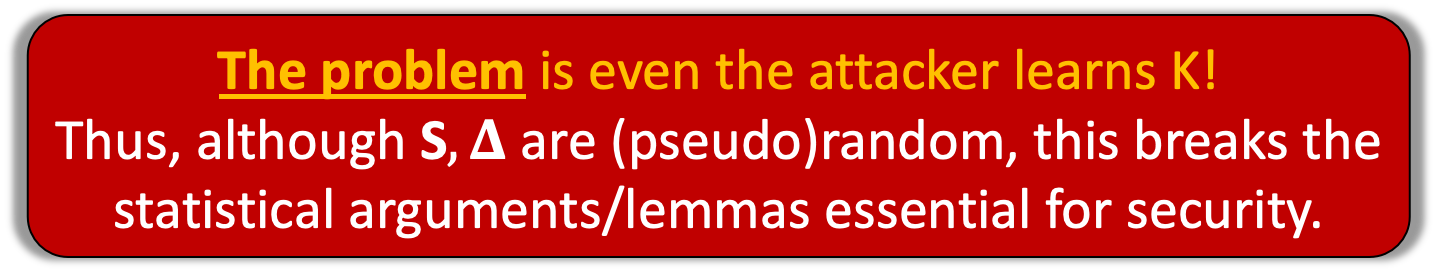 The problem is even the attacker learns K!
Thus, although S, Δ are (pseudo)random, this breaks the
statistical arguments/lemmas essential for security.